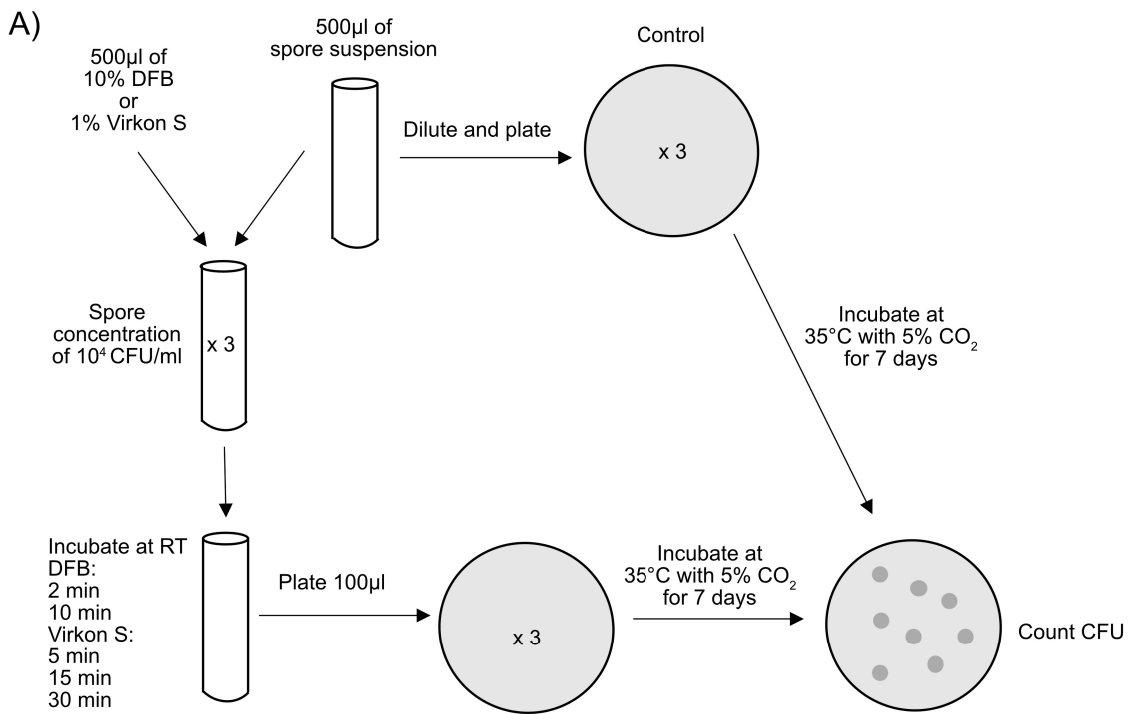 A)
500µl of
10% DFB
or
1% Virkon S
500µl of
spore suspension
Control
Dilute and plate
x 3
Spore
concentration
of 10⁴ CFU/ml
x 3
Incubate at
35°C with 5% CO₂
for 7 days
Incubate at RT
DFB:
2 min
10 min
Virkon S:
5 min
15 min
30 min
Plate 100µl
x 3
Incubate at
35°C with 5% CO₂
for 7 days
Count CFU